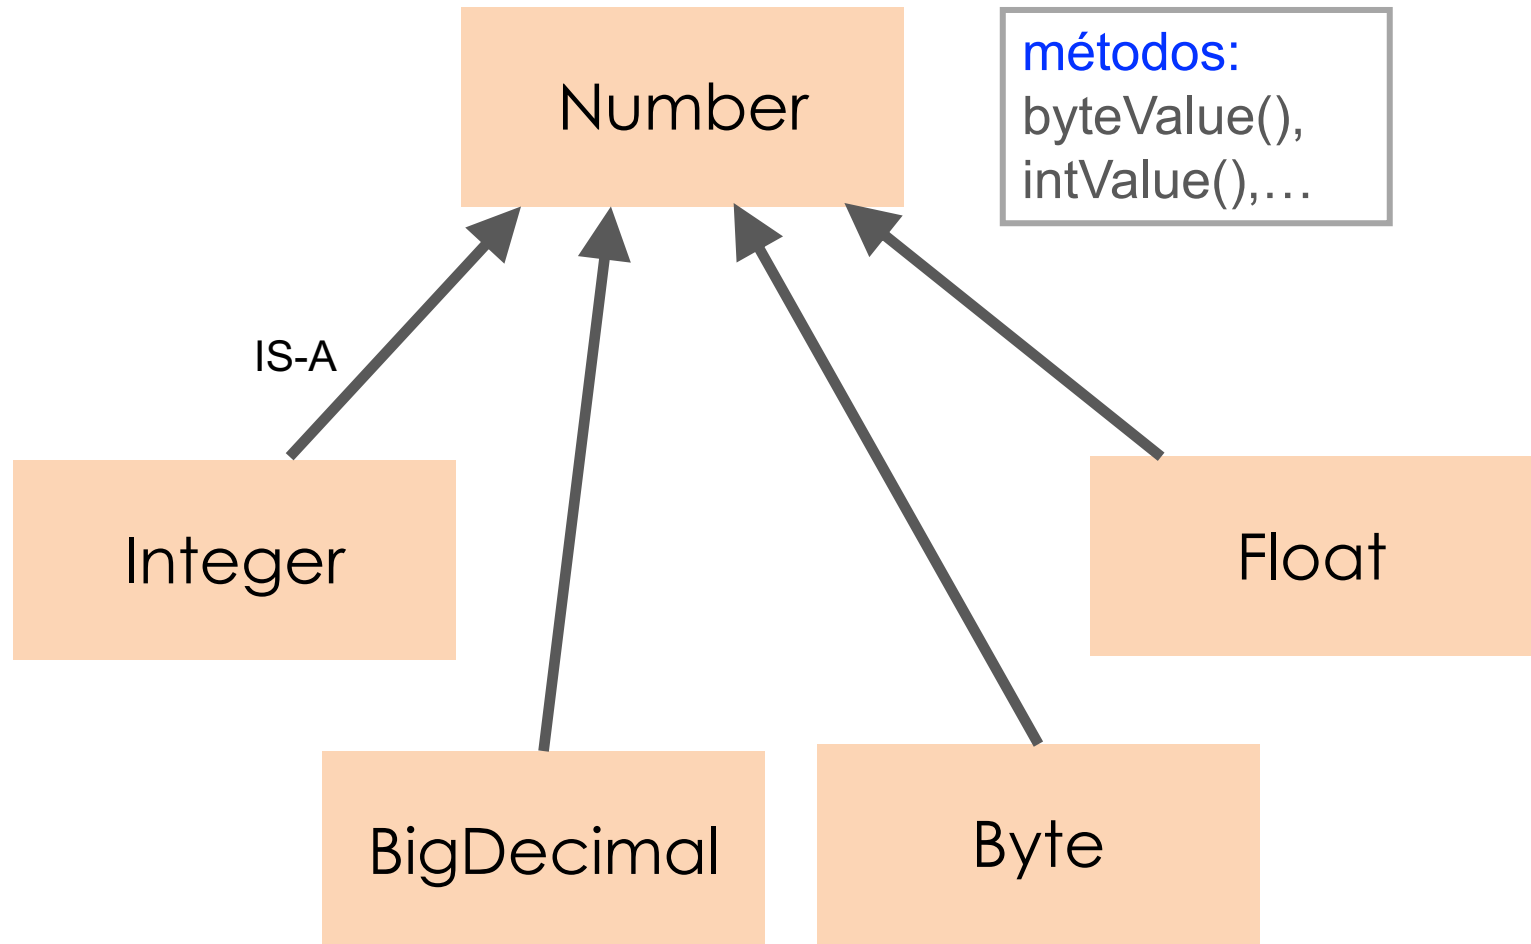 Number
métodos:
byteValue(),
intValue(),…
IS-A
Integer
Float
BigDecimal
Byte